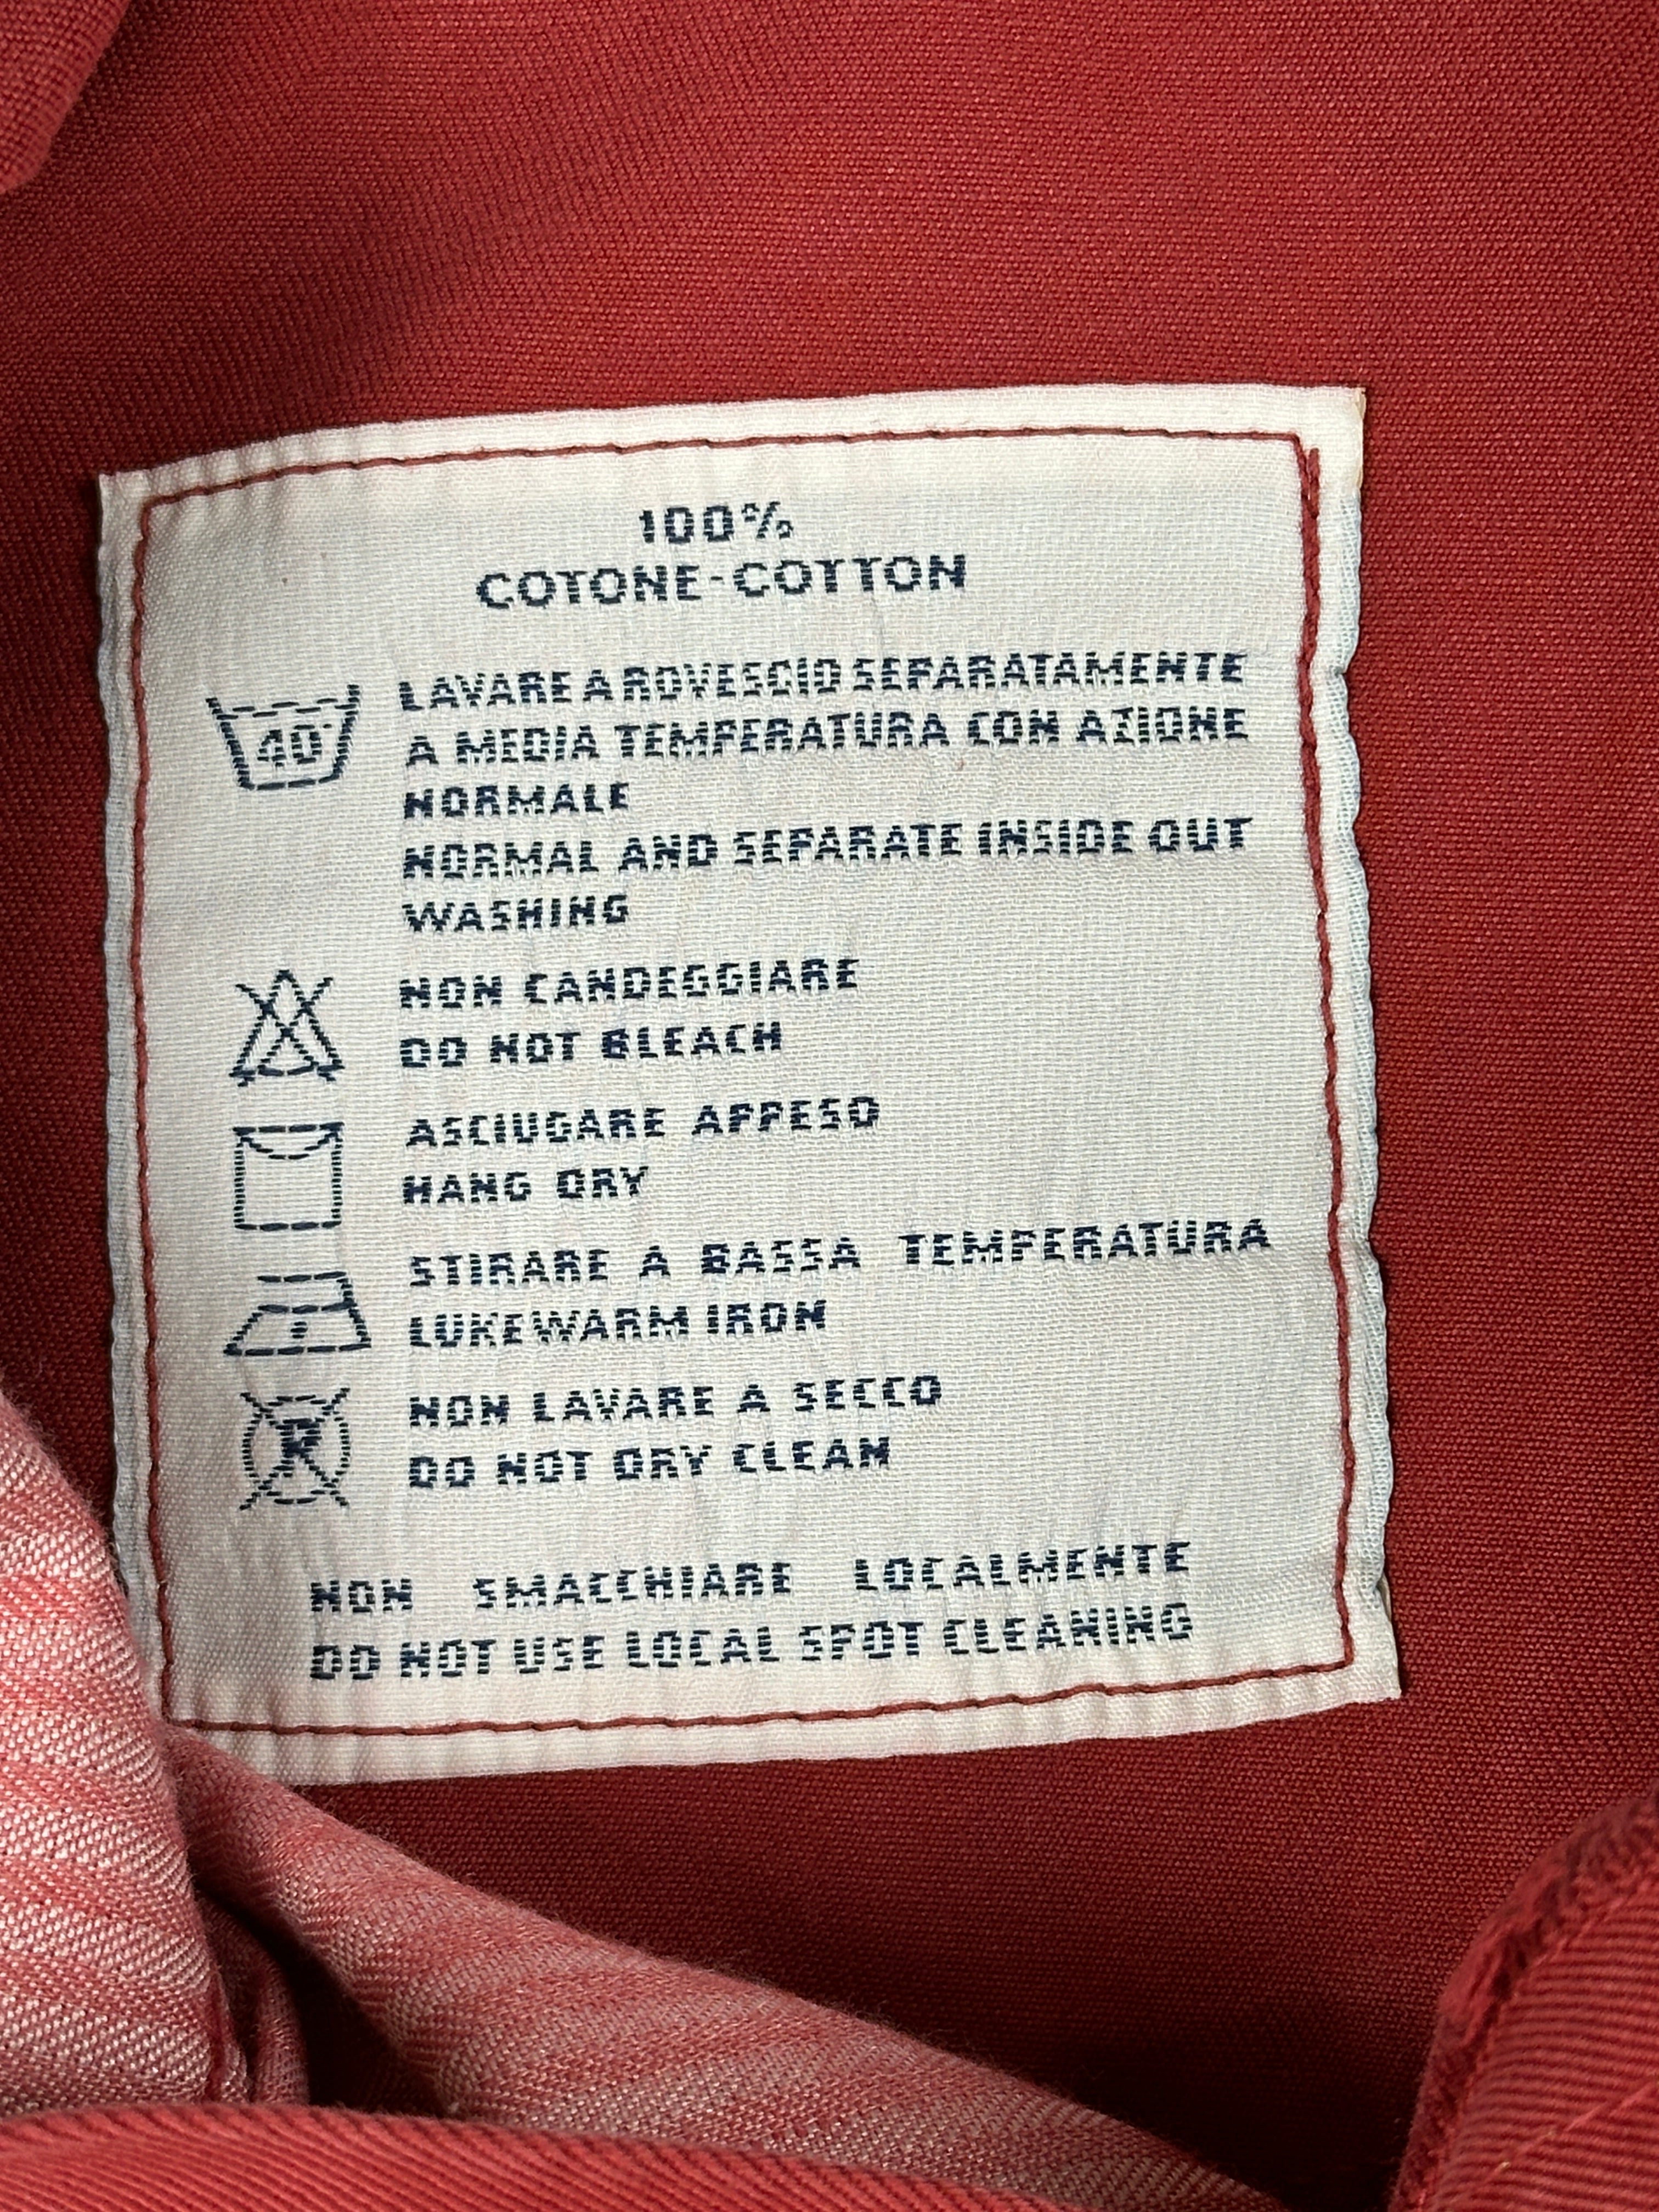 100%
COTONE-COTTON
40°
LAVARE A ROVESCIO SEPARATAMENTE
A MEDIA TEMPERATURA CON AZIONE
NORMALE
NORMAL AND SEPARATE INSIDE OUT
WASHING
NON CANDEGGIARE
DO NOT BLEACH
ASCIUGARE APPESO
HANG DRY
STIRARE A BASSA TEMPERATURA
LUKEWARM IRON
R
NON LAVARE A SECCO
DO NOT DRY CLEAN
NON SMACCHIARE LOCALMENTE
DO NOT USE LOCAL SPOT CLEANING